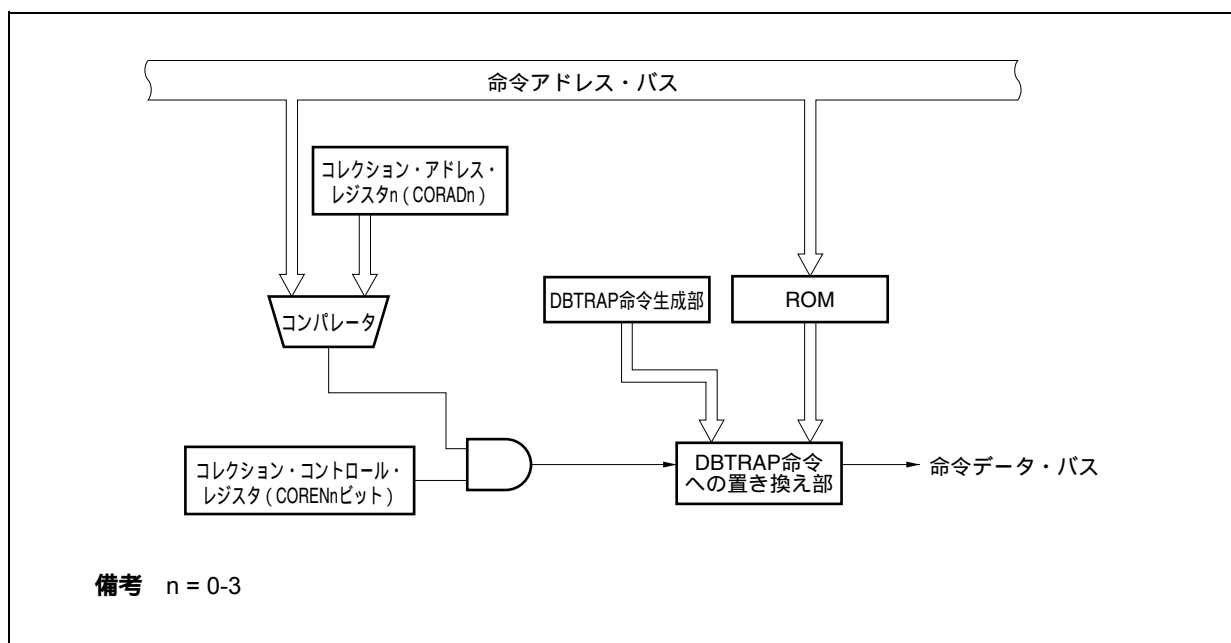 命令アドレス・バス
コレクション・アドレス・
レジスタn（CORADn）
コンパレータ
DBTRAP命令生成部
ROM
コレクション・コントロール・
レジスタ（CORENnビット）
DBTRAP命令
への置き換え部
命令データ・バス
備考　n = 0-3